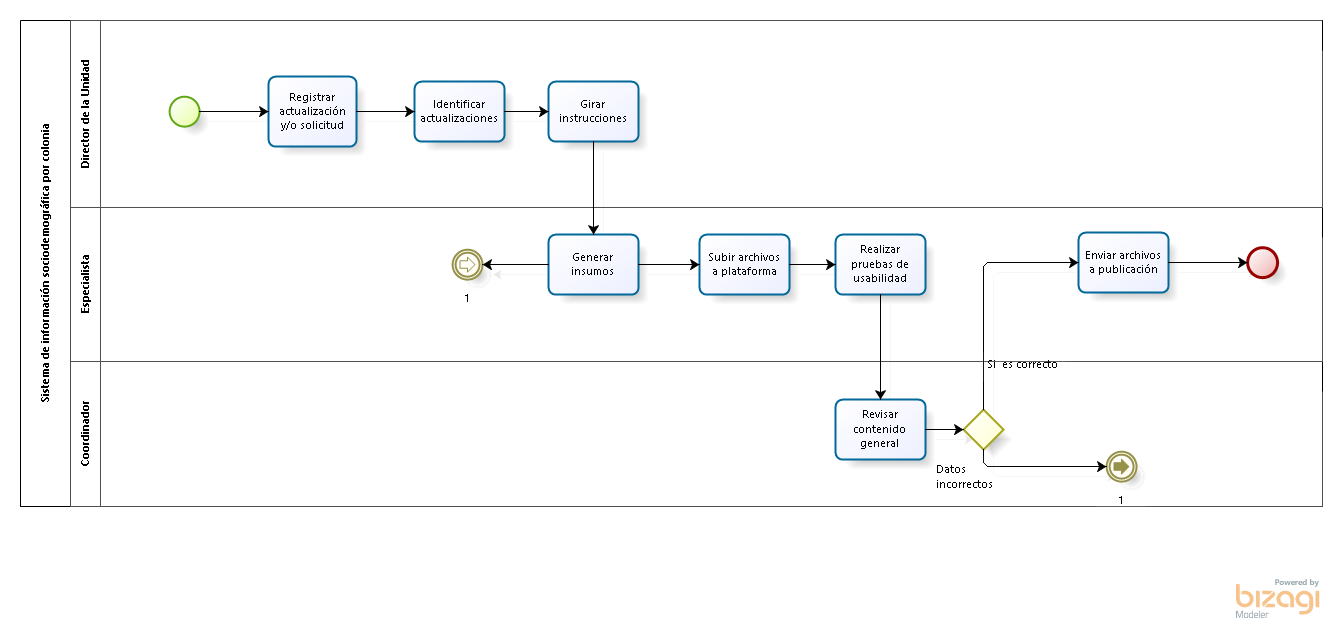 Sistema de información sociodemográfica por colonia
Director de la Unidad
Registrar
actualización
y/o solicitud
Identificar
actualizaciones
Girar
instrucciones
Especialista
1
Generar
insumos
Subir archivos
a plataforma
Realizar
pruebas de
usabilidad
Enviar archivos
a publicación
Si es correcto
Coordinador
Revisar
contenido
general
Datos
incorrectos
1
Powered by
bizagi
Modeler